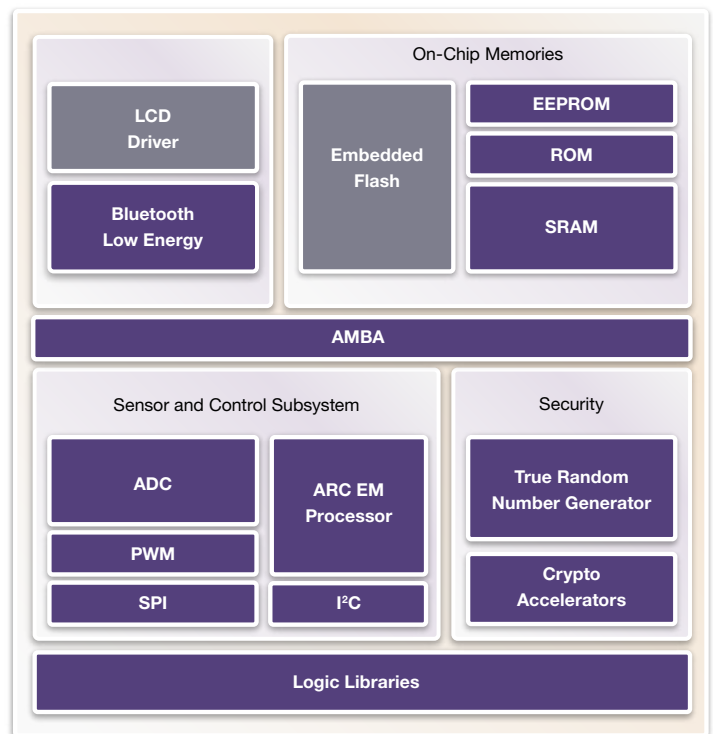 LCD
Driver
Bluetooth
Low Energy
On-Chip Memories
Embedded
Flash
EEPROM
ROM
SRAM
AMBA
Sensor and Control Subsystem
ADC
PWM
SPI
ARC EM
Processor
I²C
Security
True Random
Number Generator
Crypto
Accelerators
Logic Libraries